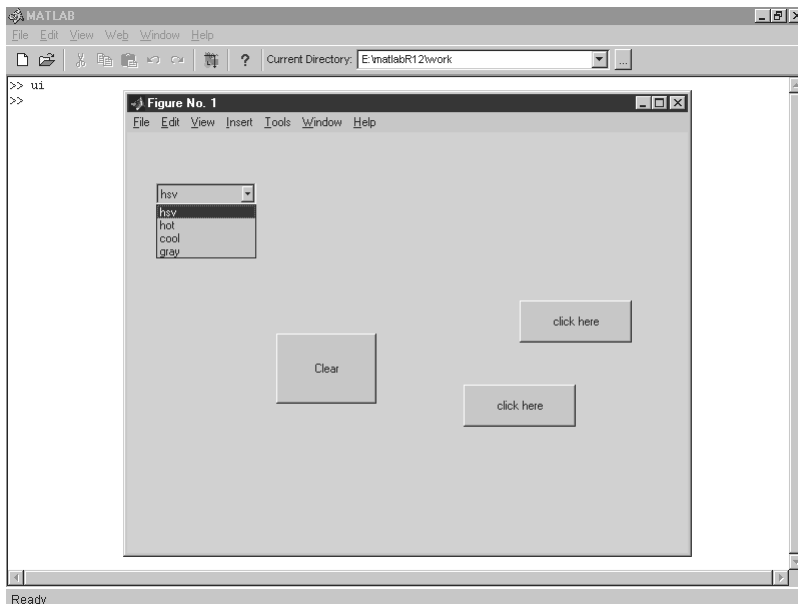 MATLAB
File Edit View Web Window Help
? Current Directory: E:\matlabR12\work ...
>> ui
>>
Figure No. 1
File Edit View Insert Tools Window Help
hsv
hsv
hot
cool
gray
click here
Clear
click here
Ready